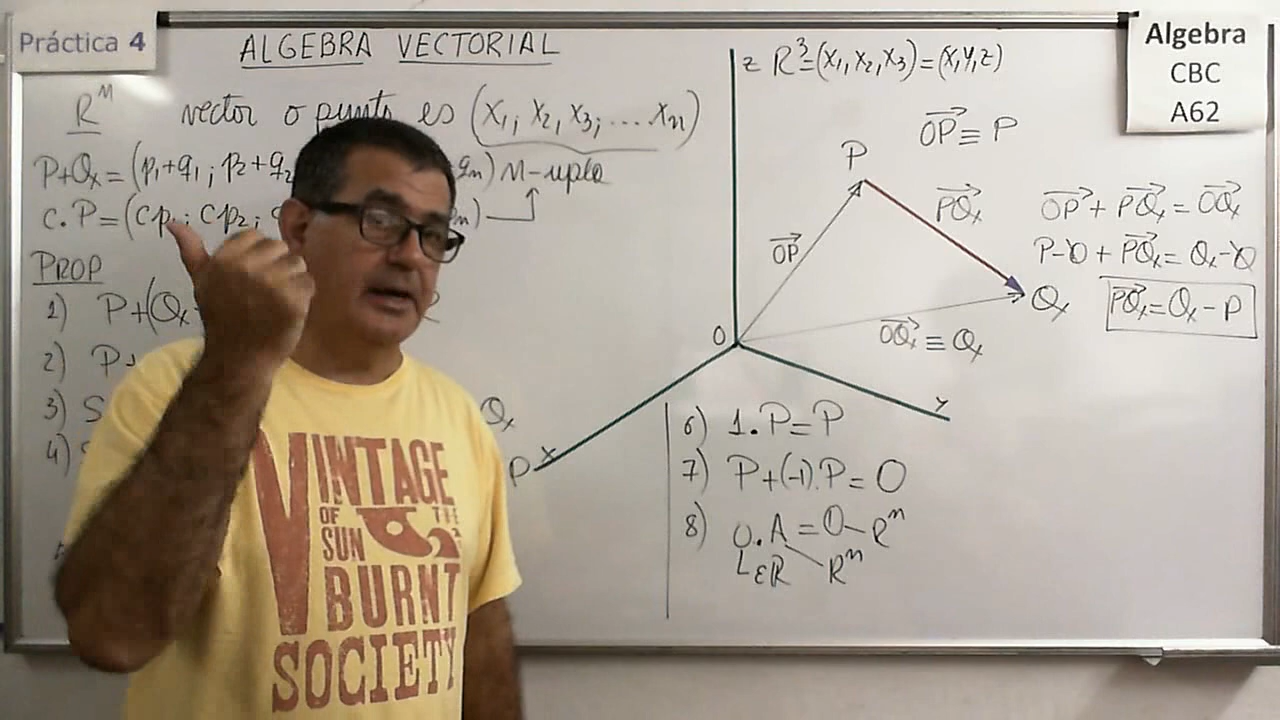 Práctica 4
ALGEBRA VECTORIAL
Algebra
CBC
A62
Rⁿ vector o punto es (x₁; x₂, x₃; ... xₙ)
P+Qₓ=(p₁+q₁; p₂+q₂ qₙ) n-upla
c.P=(cp₁; cp₂; c
PROP
1) P+(Qₓ
2) P+
3) S Qₓ
4) S
P
z R³=(x₁, x₂, x₃)=(x, y, z)
OP⃗ ≡ P
P
PQₓ⃗
OP⃗
O
Qₓ
OQₓ⃗ ≡ Qₓ
x
y
OP⃗ + PQₓ⃗ = OQₓ⃗
P-O + PQₓ⃗ = Qₓ-O
PQₓ⃗ = Qₓ - P
6) 1.P=P
7) P+(-1).P=O
8) 0.A=O Rⁿ
∈R Rⁿ
VINTAGE
OF THE
SUN
BURNT
SOCIETY